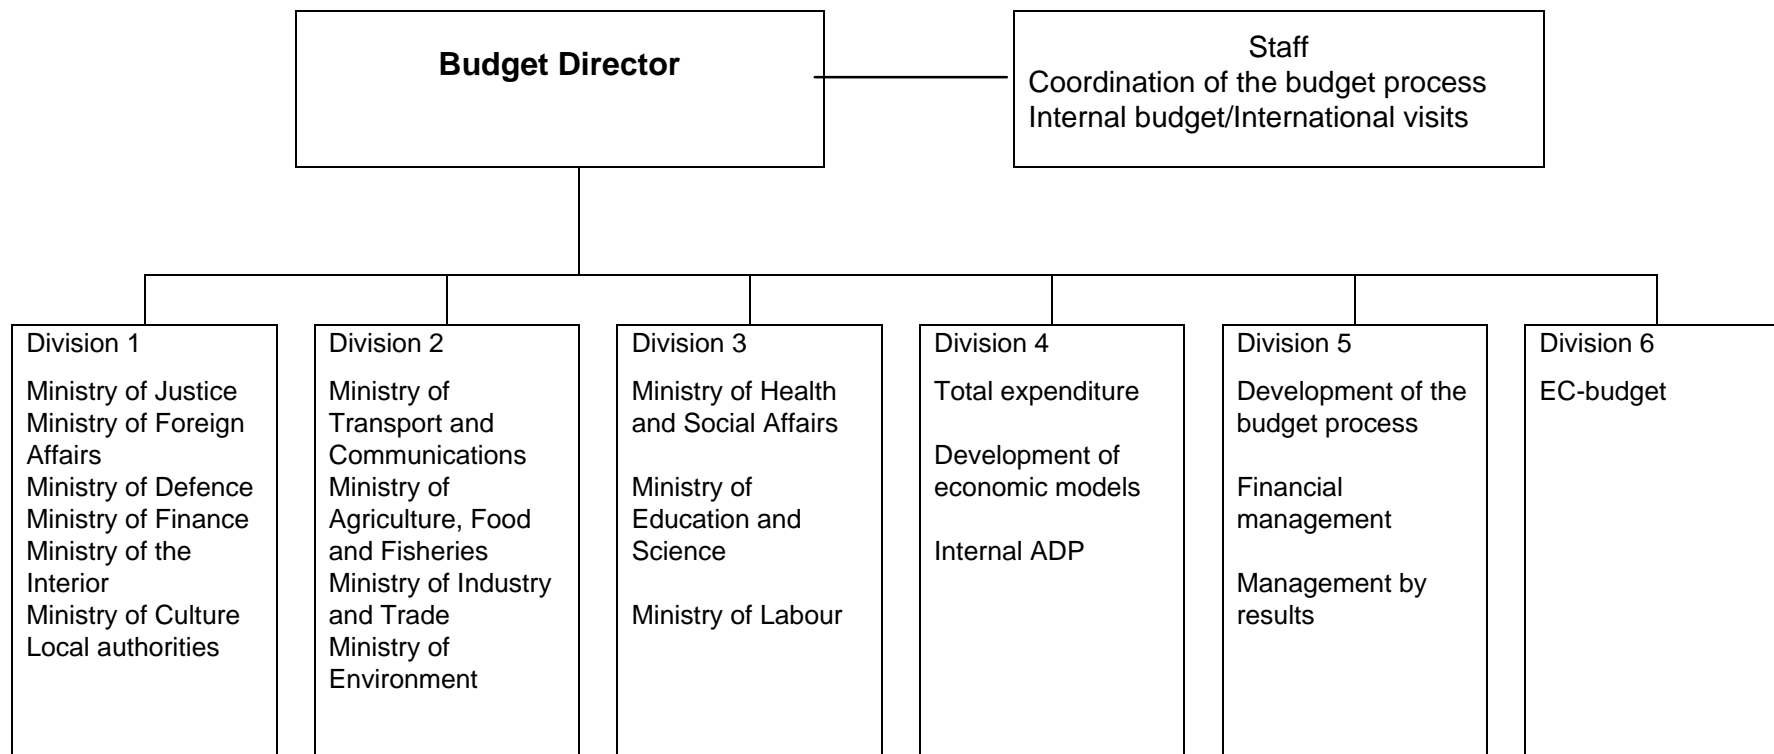 Budget Director
Staff
Coordination of the budget process
Internal budget/International visits
Division 1
Ministry of Justice
Ministry of Foreign
Affairs
Ministry of Defence
Ministry of Finance
Ministry of the
Interior
Ministry of Culture
Local authorities
Division 2
Ministry of
Transport and
Communications
Ministry of
Agriculture, Food
and Fisheries
Ministry of Industry
and Trade
Ministry of
Environment
Division 3
Ministry of Health
and Social Affairs
Ministry of
Education and
Science
Ministry of Labour
Division 4
Total expenditure
Development of
economic models
Internal ADP
Division 5
Development of the
budget process
Financial
management
Management by
results
Division 6
EC-budget